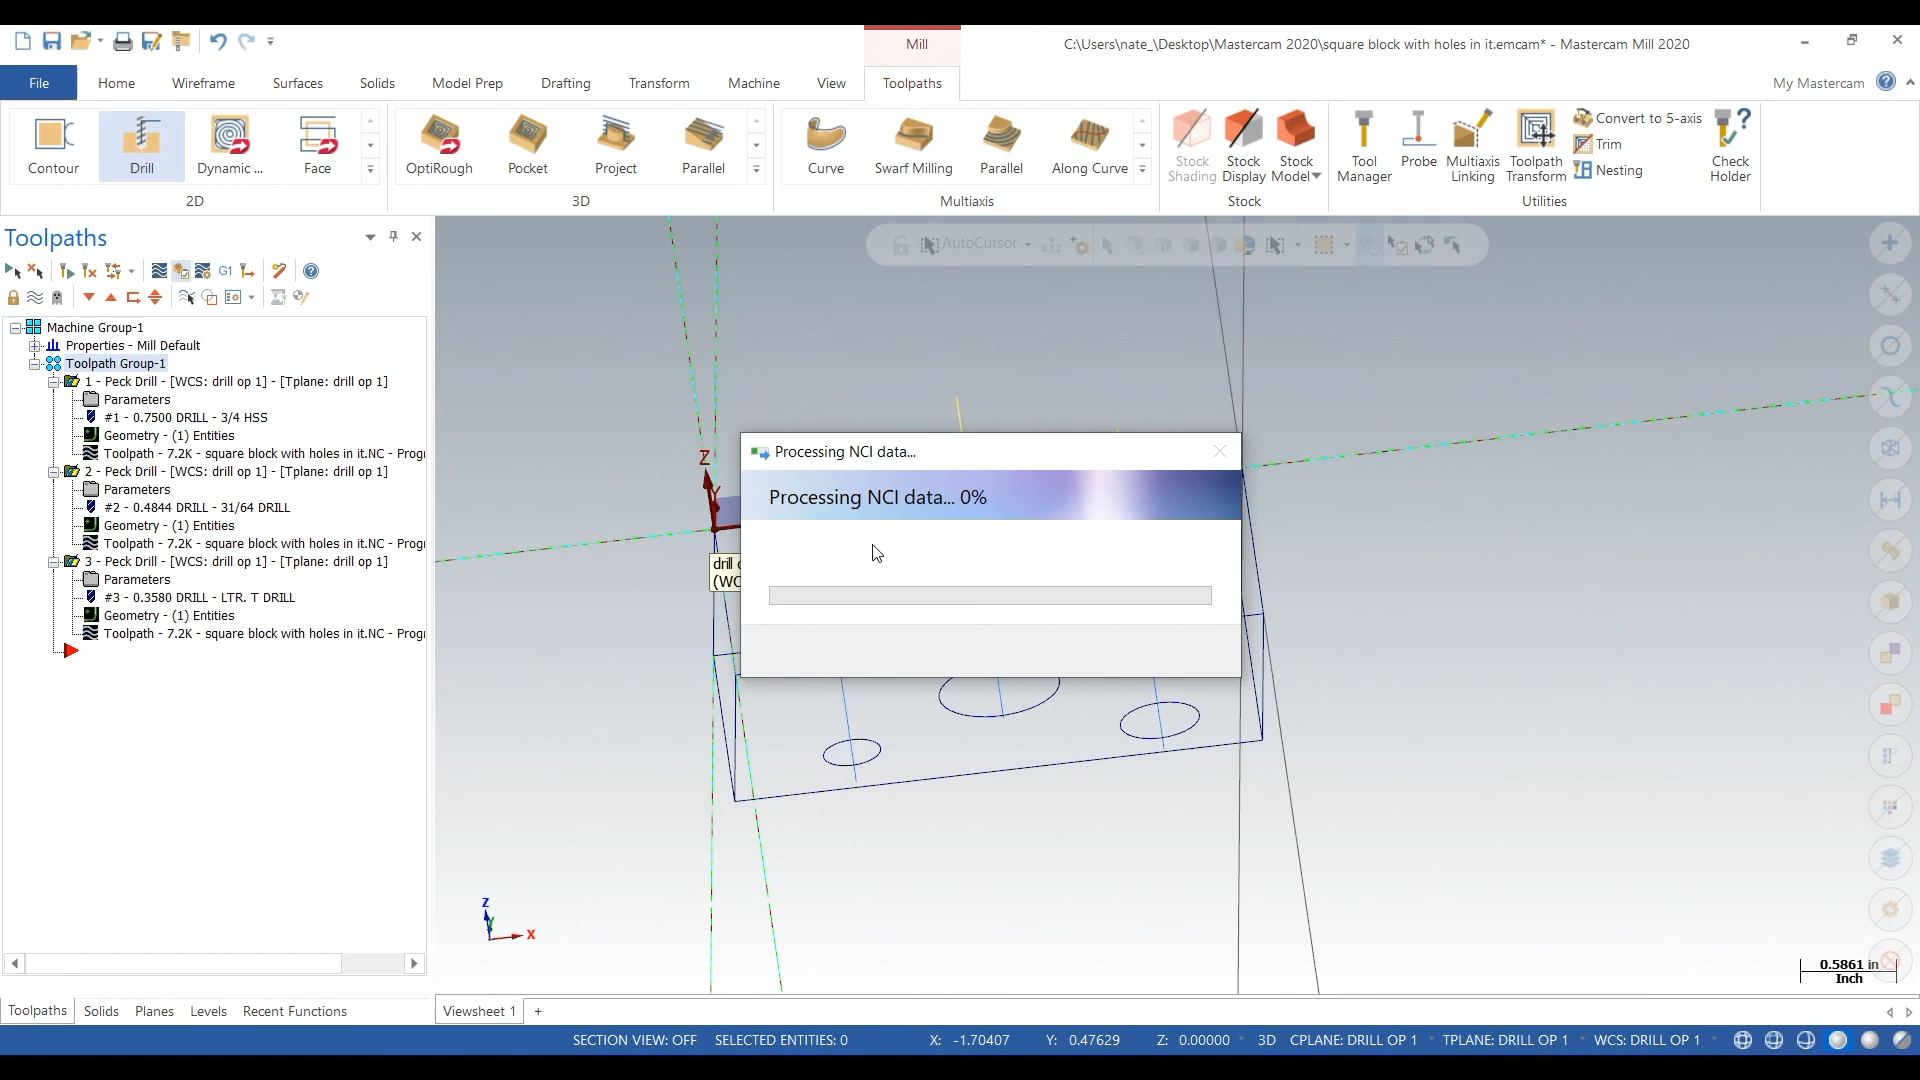 Mill
C:\Users\nate_\Desktop\Mastercam 2020\square block with holes in it.emcam* - Mastercam Mill 2020
File
Home
Wireframe
Surfaces
Solids
Model Prep
Drafting
Transform
Machine
View
Toolpaths
My Mastercam
Contour
Drill
Dynamic ...
Face
OptiRough
Pocket
Project
Parallel
Curve
Swarf Milling
Parallel
Along Curve
Stock Shading
Stock Display
Stock Model
Tool Manager
Probe
Multiaxis Linking
Toolpath Transform
Convert to 5-axis
Trim
Nesting
Check Holder
2D
3D
Multiaxis
Stock
Utilities
Toolpaths
AutoCursor
G1
Machine Group-1
Properties - Mill Default
Toolpath Group-1
1 - Peck Drill - [WCS: drill op 1] - [Tplane: drill op 1]
Parameters
#1 - 0.7500 DRILL - 3/4 HSS
Geometry - (1) Entities
Toolpath - 7.2K - square block with holes in it.NC - Progr
2 - Peck Drill - [WCS: drill op 1] - [Tplane: drill op 1]
Parameters
#2 - 0.4844 DRILL - 31/64 DRILL
Geometry - (1) Entities
Toolpath - 7.2K - square block with holes in it.NC - Progr
3 - Peck Drill - [WCS: drill op 1] - [Tplane: drill op 1]
Parameters
#3 - 0.3580 DRILL - LTR. T DRILL
Geometry - (1) Entities
Toolpath - 7.2K - square block with holes in it.NC - Progr
Z
Y
drill
(WC
Processing NCI data...
Processing NCI data... 0%
Z
Y
X
0.5861 in
Inch
Toolpaths
Solids
Planes
Levels
Recent Functions
Viewsheet 1
+
SECTION VIEW: OFF
SELECTED ENTITIES: 0
X: -1.70407
Y: 0.47629
Z: 0.00000
3D
CPLANE: DRILL OP 1
TPLANE: DRILL OP 1
WCS: DRILL OP 1